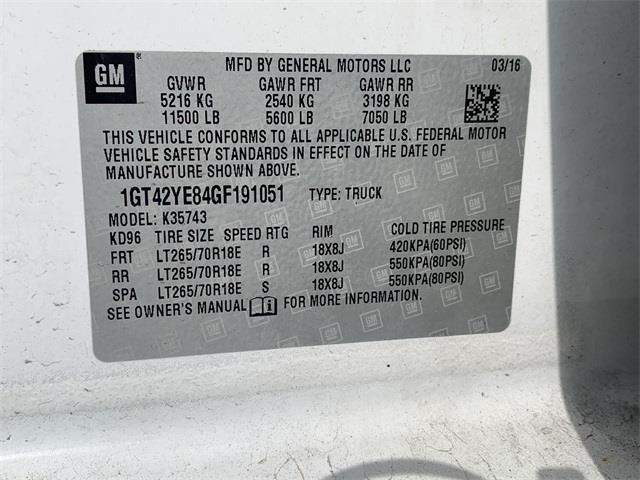 GM ® MFD BY GENERAL MOTORS LLC 03/16
GVWR GAWR FRT GAWR RR
5216 KG 2540 KG 3198 KG
11500 LB 5600 LB 7050 LB
THIS VEHICLE CONFORMS TO ALL APPLICABLE U.S. FEDERAL MOTOR
VEHICLE SAFETY STANDARDS IN EFFECT ON THE DATE OF
MANUFACTURE SHOWN ABOVE.
1GT42YE84GF191051 TYPE: TRUCK
MODEL: K35743
KD96 TIRE SIZE SPEED RTG RIM COLD TIRE PRESSURE
FRT LT265/70R18E R 18X8J 420KPA(60PSI)
RR LT265/70R18E R 18X8J 550KPA(80PSI)
SPA LT265/70R18E S 18X8J 550KPA(80PSI)
SEE OWNER'S MANUAL i FOR MORE INFORMATION.